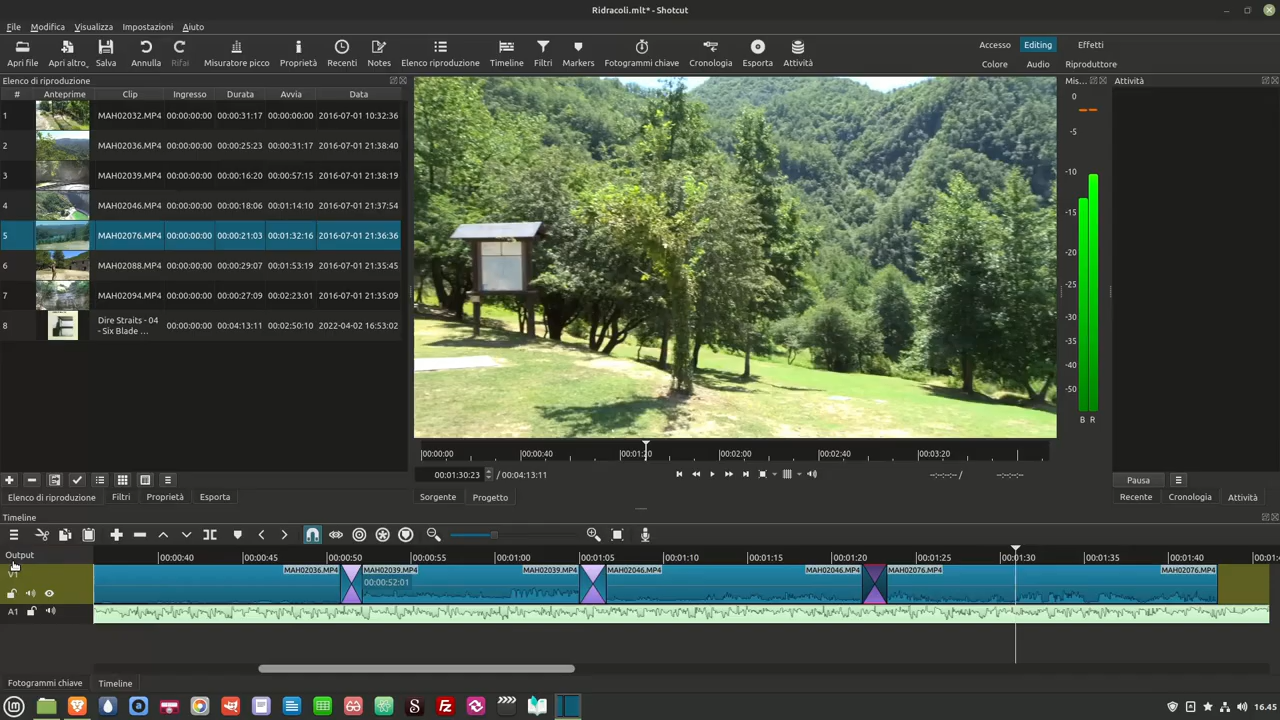 Ridracoli.mlt* - Shotcut
File Modifica Visualizza Impostazioni Aiuto
Apri file Apri altro Salva Annulla Rifai Misuratore picco Proprietà Recenti Notes Elenco riproduzione Timeline Filtri Markers Fotogrammi chiave Cronologia Esporta Attività
Accesso Editing Effetti
Colore Audio Riproduttore
Elenco di riproduzione
# Anteprime Clip Ingresso Durata Avvia Data
1 MAH02032.MP4 00:00:00:00 00:00:31:17 00:00:00:00 2016-07-01 10:32:36
2 MAH02036.MP4 00:00:00:00 00:00:25:23 00:00:31:17 2016-07-01 21:38:40
3 MAH02039.MP4 00:00:00:00 00:00:16:20 00:00:57:15 2016-07-01 21:38:19
4 MAH02046.MP4 00:00:00:00 00:00:18:06 00:01:14:10 2016-07-01 21:37:54
5 MAH02076.MP4 00:00:00:00 00:00:21:03 00:01:32:16 2016-07-01 21:36:36
6 MAH02088.MP4 00:00:00:00 00:00:29:07 00:01:53:19 2016-07-01 21:35:45
7 MAH02094.MP4 00:00:00:00 00:00:27:09 00:02:23:01 2016-07-01 21:35:09
8 Dire Straits - 04 - Six Blade ... 00:00:00:00 00:04:13:11 00:02:50:10 2022-04-02 16:53:02
Mis...
0
-5
-10
-15
-20
-25
-30
-35
-40
-45
-50
B R
Attività
00:00:00 00:00:40 00:01:20 00:02:00 00:02:40 00:03:20
00:01:30:23 / 00:04:13:11 --:--:--:-- / --:--:--:--
Sorgente Progetto
Elenco di riproduzione Filtri Proprietà Esporta
Pausa
Recente Cronologia Attività
Timeline
Output
00:00:40 00:00:45 00:00:50 00:00:55 00:01:00 00:01:05 00:01:10 00:01:15 00:01:20 00:01:25 00:01:30 00:01:35 00:01:40
V1
MAH02036.MP4 MAH02039.MP4 MAH02039.MP4 MAH02046.MP4 MAH02046.MP4 MAH02076.MP4 MAH02076.MP4
00:00:52:01
A1
Fotogrammi chiave Timeline
16.45